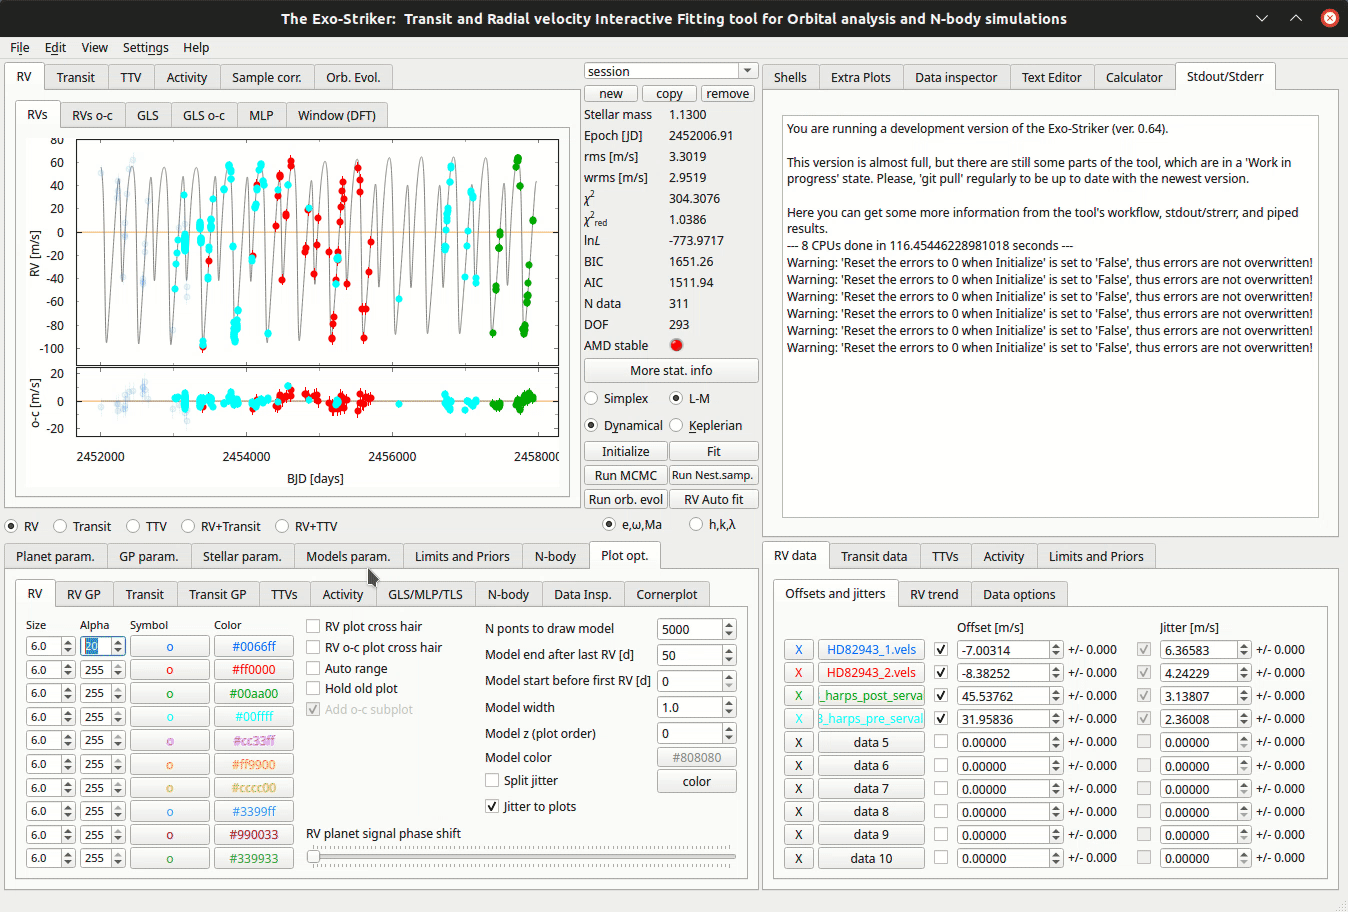 The Exo-Striker: Transit and Radial velocity Interactive Fitting tool for Orbital analysis and N-body simulations
File Edit View Settings Help
RV Transit TTV Activity Sample corr. Orb. Evol.
RVs RVs o-c GLS GLS o-c MLP Window (DFT)
80
60
40
20
0
-20
-40
-60
-80
-100
RV [m/s]
20
0
-20
o-c [m/s]
2452000 2454000 2456000 2458000
BJD [days]
RV Transit TTV RV+Transit RV+TTV
session
new copy remove
Stellar mass 1.1300
Epoch [JD] 2452006.91
rms [m/s] 3.3019
wrms [m/s] 2.9519
χ2 304.3076
χ2red 1.0386
lnL -773.9717
BIC 1651.26
AIC 1511.94
N data 311
DOF 293
AMD stable
More stat. info
Simplex L-M
Dynamical Keplerian
Initialize Fit
Run MCMC Run Nest.samp.
Run orb. evol RV Auto fit
e,ω,Ma h,k,λ
Shells Extra Plots Data inspector Text Editor Calculator Stdout/Stderr
You are running a development version of the Exo-Striker (ver. 0.64).
This version is almost full, but there are still some parts of the tool, which are in a 'Work in
progress' state. Please, 'git pull' regularly to be up to date with the newest version.
Here you can get some more information from the tool's workflow, stdout/strerr, and piped
results.
--- 8 CPUs done in 116.45446228981018 seconds ---
Warning: 'Reset the errors to 0 when Initialize' is set to 'False', thus errors are not overwritten!
Warning: 'Reset the errors to 0 when Initialize' is set to 'False', thus errors are not overwritten!
Warning: 'Reset the errors to 0 when Initialize' is set to 'False', thus errors are not overwritten!
Warning: 'Reset the errors to 0 when Initialize' is set to 'False', thus errors are not overwritten!
Warning: 'Reset the errors to 0 when Initialize' is set to 'False', thus errors are not overwritten!
Warning: 'Reset the errors to 0 when Initialize' is set to 'False', thus errors are not overwritten!
Planet param. GP param. Stellar param. Models param. Limits and Priors N-body Plot opt.
RV RV GP Transit Transit GP TTVs Activity GLS/MLP/TLS N-body Data Insp. Cornerplot
Size Alpha Symbol Color
6.0 20 o #0066ff
6.0 255 o #ff0000
6.0 255 o #00aa00
6.0 255 o #00ffff
6.0 255 o #cc33ff
6.0 255 o #ff9900
6.0 255 o #cccc00
6.0 255 o #3399ff
6.0 255 o #990033
6.0 255 o #339933
RV plot cross hair
RV o-c plot cross hair
Auto range
Hold old plot
Add o-c subplot
N ponts to draw model 5000
Model end after last RV [d] 50
Model start before first RV [d] 0
Model width 1.0
Model z (plot order) 0
Model color #808080
Split jitter color
Jitter to plots
RV planet signal phase shift
RV data Transit data TTVs Activity Limits and Priors
Offsets and jitters RV trend Data options
Offset [m/s] Jitter [m/s]
X HD82943_1.vels -7.00314 +/- 0.000 6.36583 +/- 0.000
X HD82943_2.vels -8.38252 +/- 0.000 4.24229 +/- 0.000
X _harps_post_serval 45.53762 +/- 0.000 3.13807 +/- 0.000
X 3_harps_pre_serval 31.95836 +/- 0.000 2.36008 +/- 0.000
X data 5 0.00000 +/- 0.000 0.00000 +/- 0.000
X data 6 0.00000 +/- 0.000 0.00000 +/- 0.000
X data 7 0.00000 +/- 0.000 0.00000 +/- 0.000
X data 8 0.00000 +/- 0.000 0.00000 +/- 0.000
X data 9 0.00000 +/- 0.000 0.00000 +/- 0.000
X data 10 0.00000 +/- 0.000 0.00000 +/- 0.000